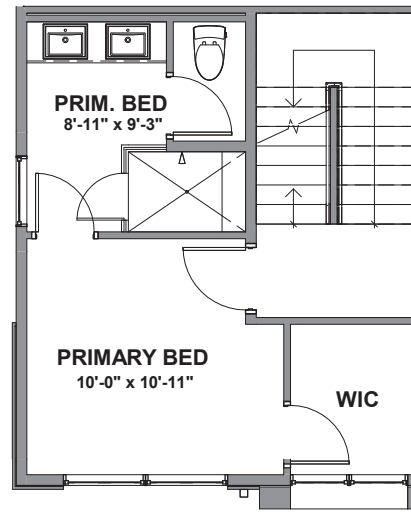 PRIM. BED
8'-11" x 9'-3"
PRIMARY BED
10'-0" x 10'-11"
WIC